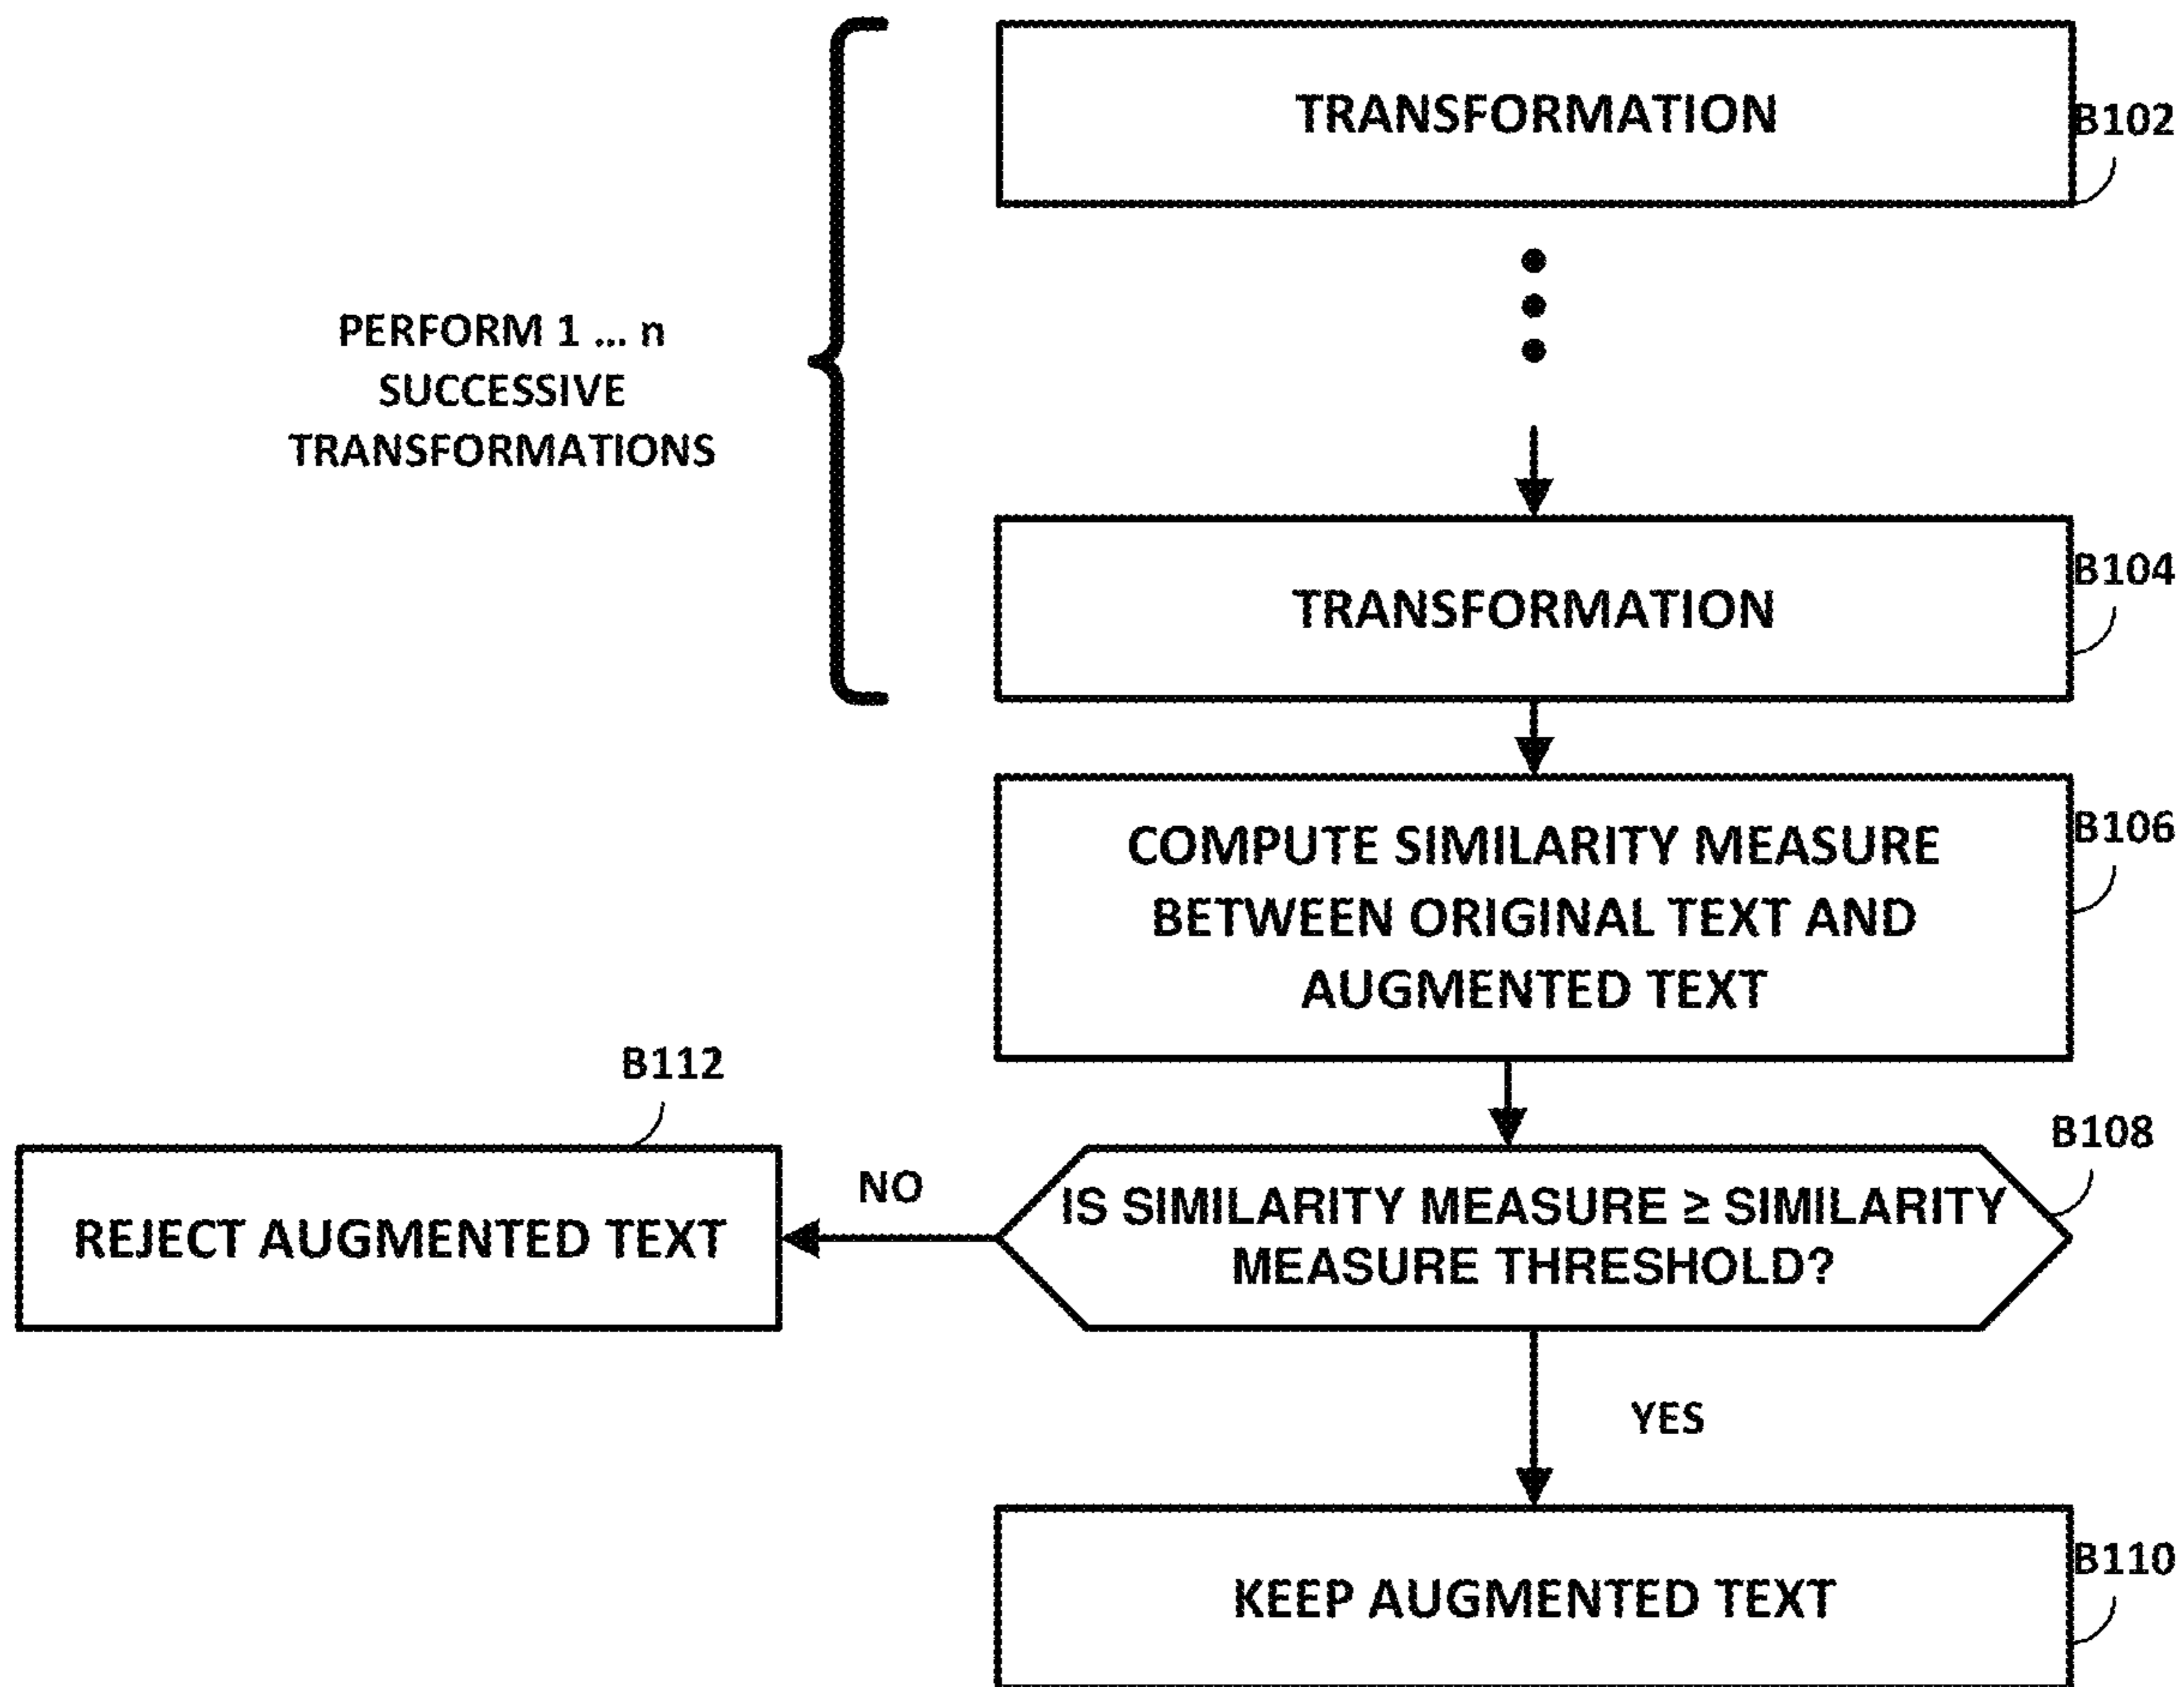 TRANSFORMATION
B102
PERFORM 1 ... n
SUCCESSIVE
TRANSFORMATIONS
B104
TRANSFORMATION
B106
COMPUTE SIMILARITY MEASURE
BETWEEN ORIGINAL TEXT AND
AUGMENTED TEXT
B112
B108
REJECT AUGMENTED TEXT
NO
IS SIMILARITY MEASURE ≥ SIMILARITY
MEASURE THRESHOLD?
YES
B110
KEEP AUGMENTED TEXT